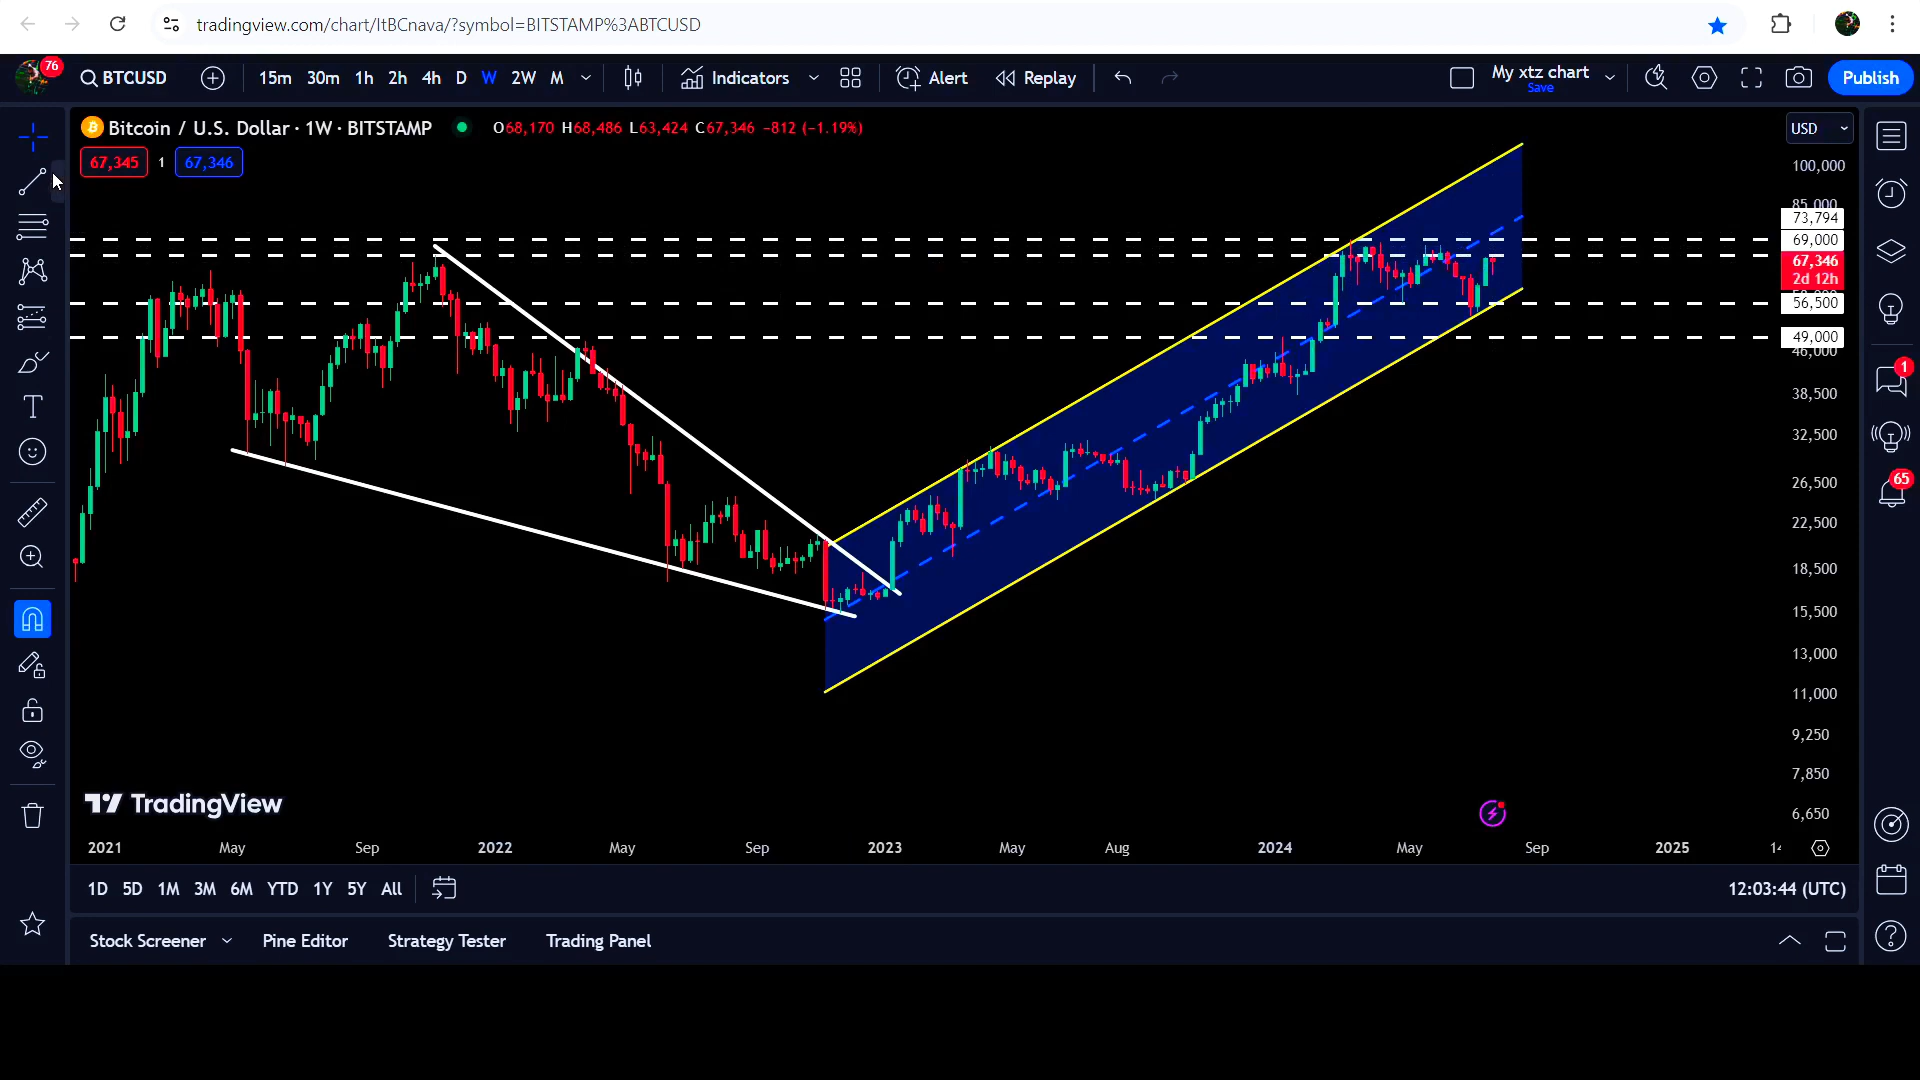 tradingview.com/chart/ItBCnava/?symbol=BITSTAMP%3ABTCUSD
76 BTCUSD 15m 30m 1h 2h 4h D W 2W M Indicators Alert Replay My xtz chart Save Publish
Bitcoin / U.S. Dollar · 1W · BITSTAMP O68,170 H68,486 L63,424 C67,346 −812 (−1.19%) USD
67,345 1 67,346
100,000
85,000
73,794
69,000
67,346
2d 12h
56,500
49,000
46,000
38,500
32,500
26,500
22,500
18,500
15,500
13,000
11,000
9,250
7,850
6,650
1
65
TradingView
2021 May Sep 2022 May Sep 2023 May Aug 2024 May Sep 2025
1D 5D 1M 3M 6M YTD 1Y 5Y All 12:03:44 (UTC)
Stock Screener Pine Editor Strategy Tester Trading Panel